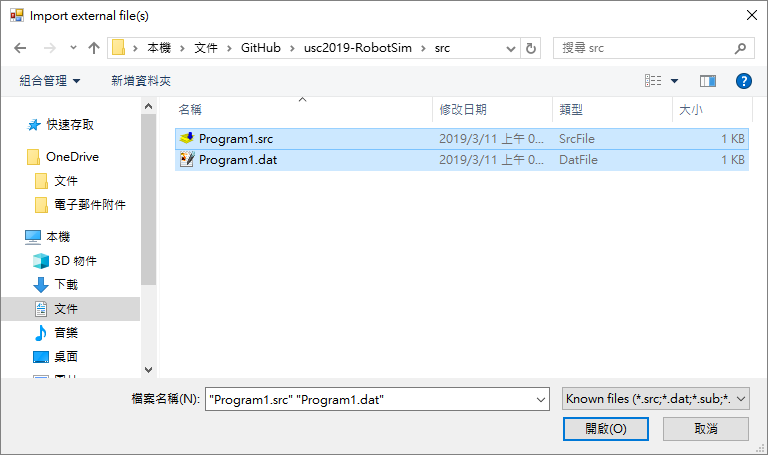 Import external file(s)
本機 > 文件 > GitHub > usc2019-RobotSim > src
搜尋 src
組合管理
新增資料夾
快速存取
OneDrive
文件
電子郵件附件
本機
3D 物件
下載
文件
音樂
桌面
名稱 修改日期 類型 大小
Program1.src 2019/3/11 上午 0... SrcFile 1 KB
Program1.dat 2019/3/11 上午 0... DatFile 1 KB
檔案名稱(N): "Program1.src" "Program1.dat"
Known files (*.src;*.dat;*.sub;*.
開啟(O)
取消